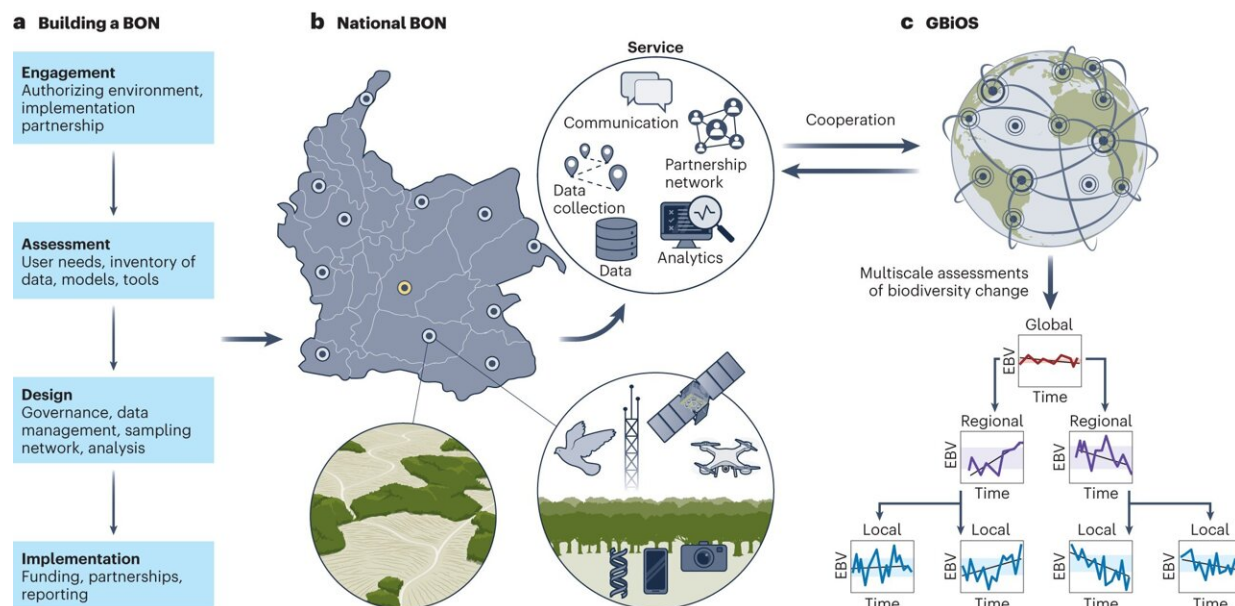 a Building a BON
Engagement
Authorizing environment,
implementation
partnership
Assessment
User needs, inventory of
data, models, tools
Design
Governance, data
management, sampling
network, analysis
Implementation
Funding, partnerships,
reporting
b National BON
Service
Communication
Partnership
network
Data
collection
Data
Analytics
Cooperation
c GBiOS
Multiscale assessments
of biodiversity change
Global
EBV
Time
Regional
EBV
Time
Regional
EBV
Time
Local
EBV
Time
Local
EBV
Time
Local
EBV
Time
Local
EBV
Time